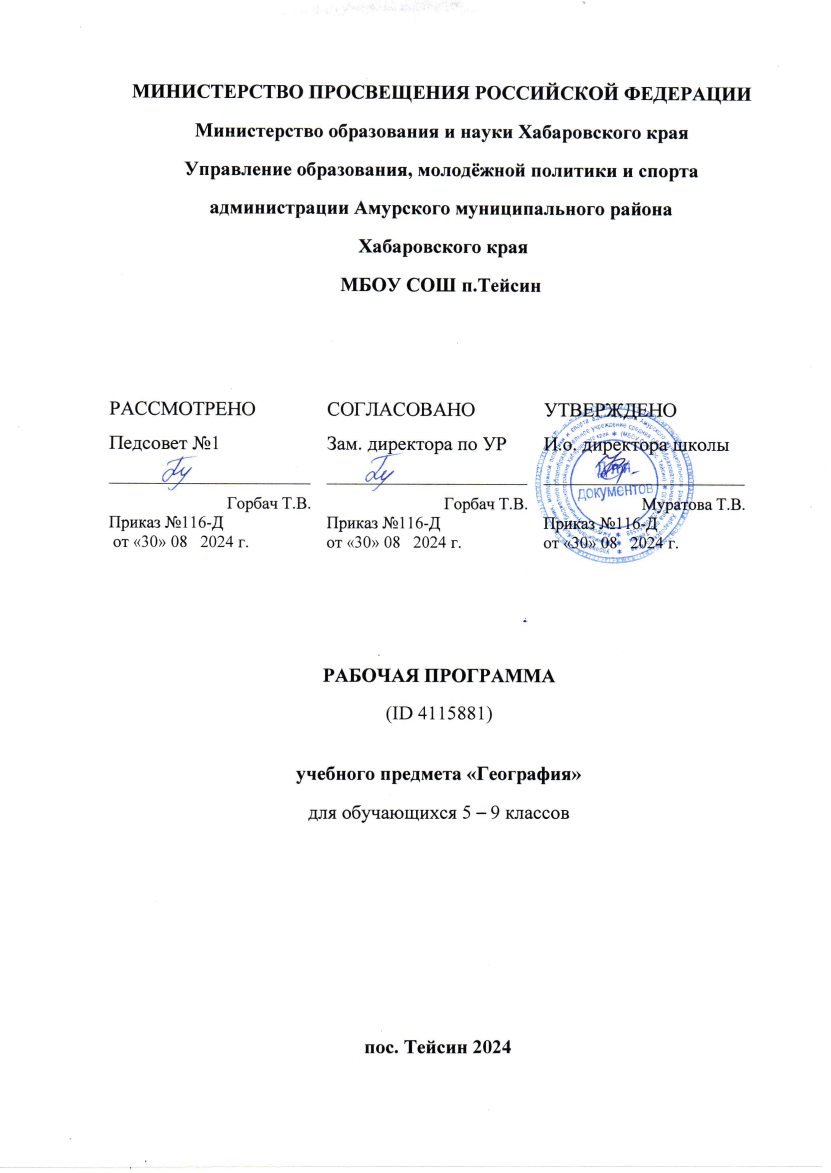 МИНИСТЕРСТВО ПРОСВЕЩЕНИЯ РОССИЙСКОЙ ФЕДЕРАЦИИ
Министерство образования и науки Хабаровского края
Управление образования, молодёжной политики и спорта
администрации Амурского муниципального района
Хабаровского края
МБОУ СОШ п.Тейсин
РАССМОТРЕНО
Педсовет №1
Горбач Т.В.
Приказ №116-Д
от «30» 08 2024 г.
СОГЛАСОВАНО
Зам. директора по УР
Горбач Т.В.
Приказ №116-Д
от «30» 08 2024 г.
УТВЕРЖДЕНО
И.о. директора школы
ДОКУМЕНТОВ
Муратова Т.В.
Приказ №116-Д
от «30» 08 2024 г.
РАБОЧАЯ ПРОГРАММА
(ID 4115881)
учебного предмета «География»
для обучающихся 5 – 9 классов
пос. Тейсин 2024